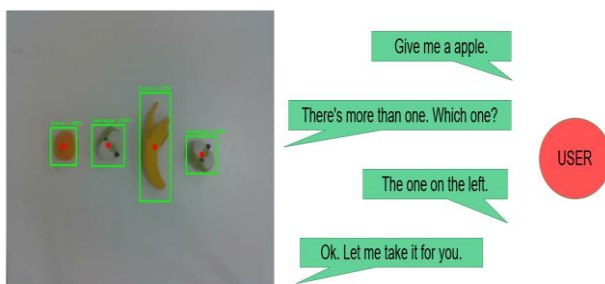 Give me a apple.
There's more than one. Which one?
USER
The one on the left.
Ok. Let me take it for you.